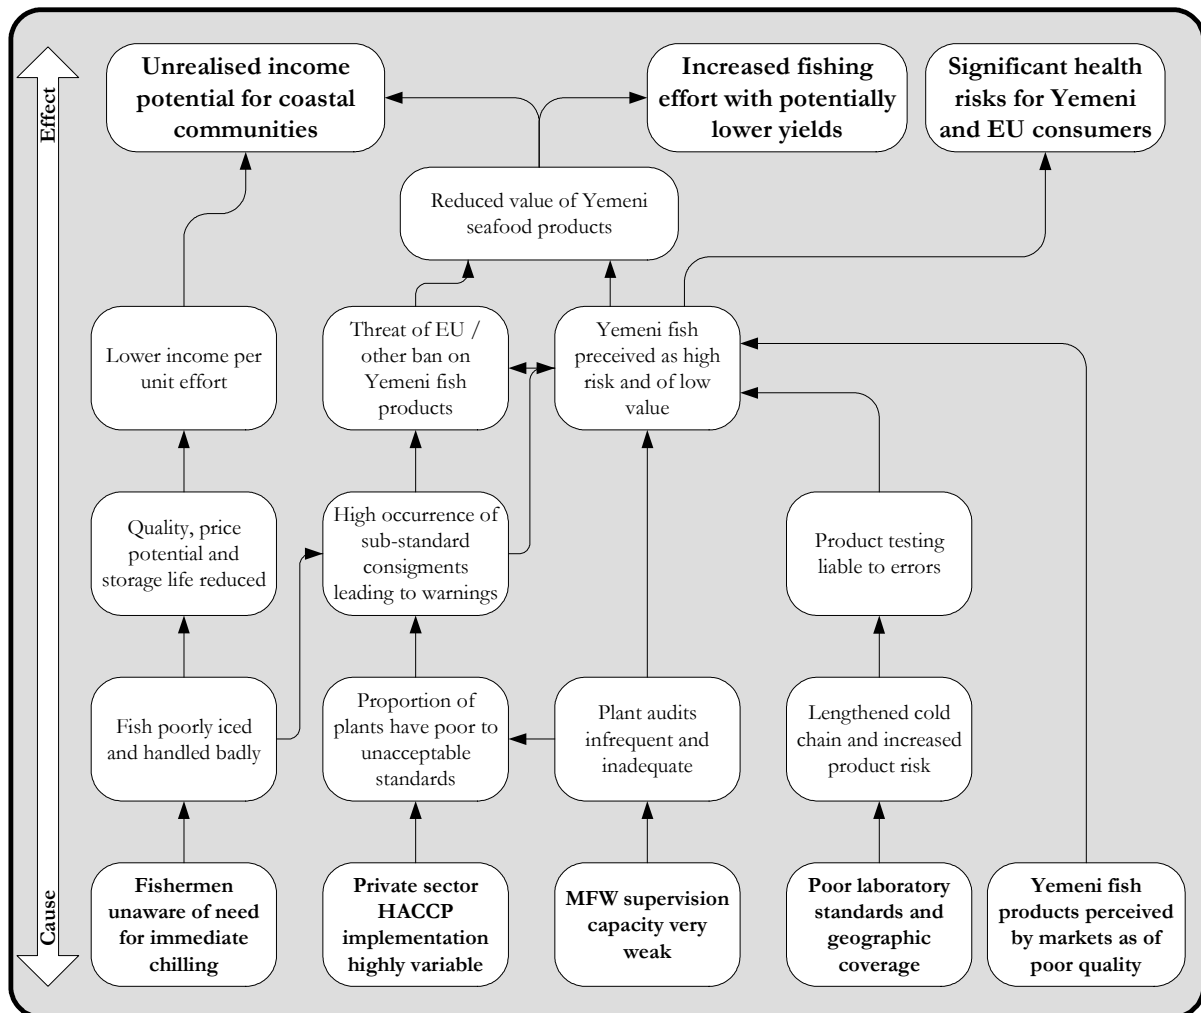 Effect
Unrealised income
potential for coastal
communities
Increased fishing
effort with potentially
lower yields
Significant health
risks for Yemeni
and EU consumers
Reduced value of Yemeni
seafood products
Lower income per
unit effort
Threat of EU /
other ban on
Yemeni fish
products
Yemeni fish
preceived as high
risk and of low
value
Quality, price
potential and
storage life reduced
High occurrence of
sub-standard
consigments
leading to warnings
Product testing
liable to errors
Fish poorly iced
and handled badly
Proportion of
plants have poor to
unacceptable
standards
Plant audits
infrequent and
inadequate
Lengthened cold
chain and increased
product risk
Cause
Fishermen
unaware of need
for immediate
chilling
Private sector
HACCP
implementation
highly variable
MFW supervision
capacity very
weak
Poor laboratory
standards and
geographic
coverage
Yemeni fish
products perceived
by markets as of
poor quality